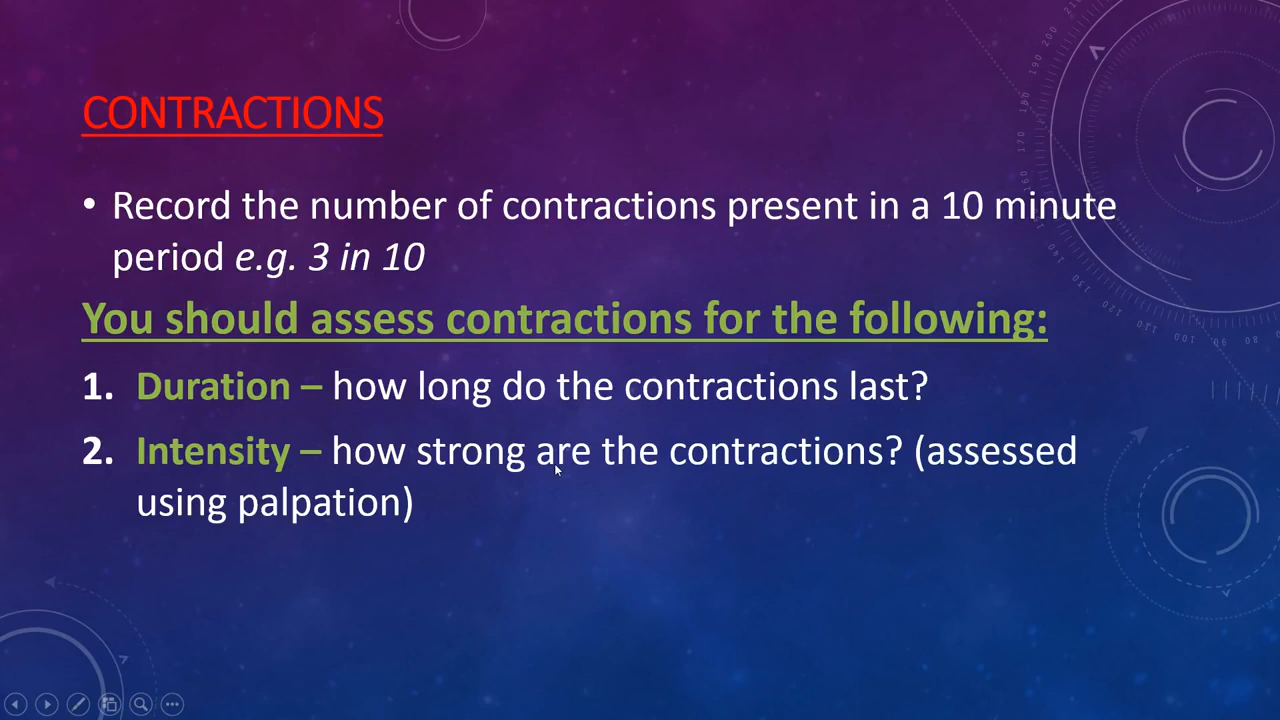 CONTRACTIONS
• Record the number of contractions present in a 10 minute
period e.g. 3 in 10
You should assess contractions for the following:
1. Duration – how long do the contractions last?
2. Intensity – how strong are the contractions? (assessed
using palpation)